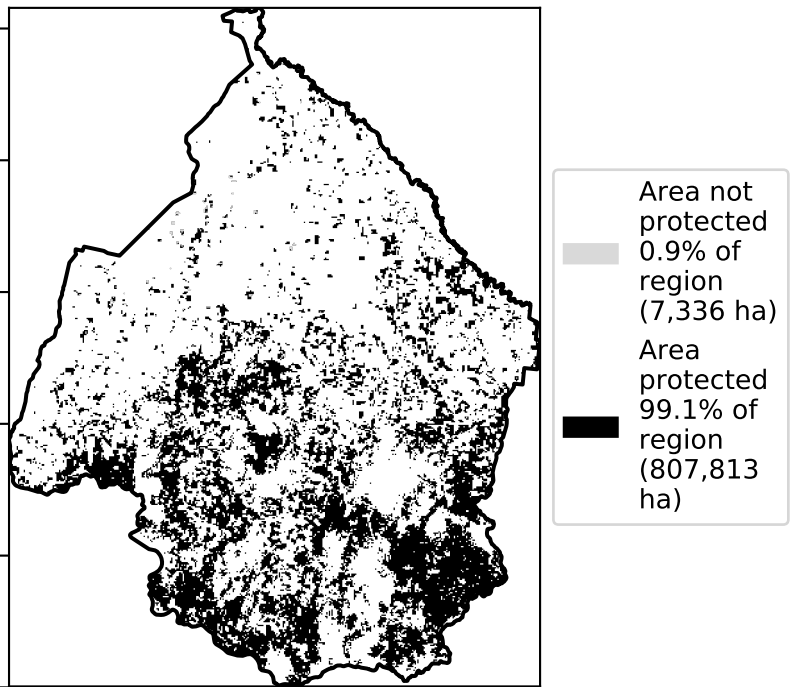 Area not
protected
0.9% of
region
(7,336 ha)
Area
protected
99.1% of
region
(807,813
ha)